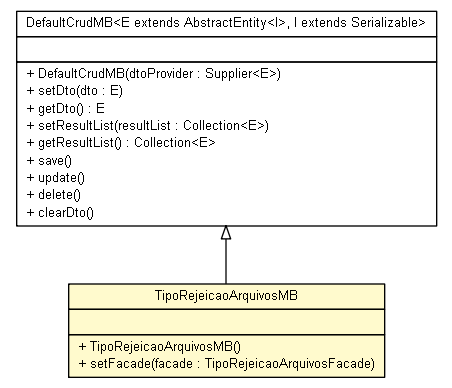 DefaultCrudMB<E extends AbstractEntity<I>, I extends Serializable>
+ DefaultCrudMB(dtoProvider : Supplier<E>)
+ setDto(dto : E)
+ getDto() : E
+ setResultList(resultList : Collection<E>)
+ getResultList() : Collection<E>
+ save()
+ update()
+ delete()
+ clearDto()
TipoRejeicaoArquivosMB
+ TipoRejeicaoArquivosMB()
+ setFacade(facade : TipoRejeicaoArquivosFacade)